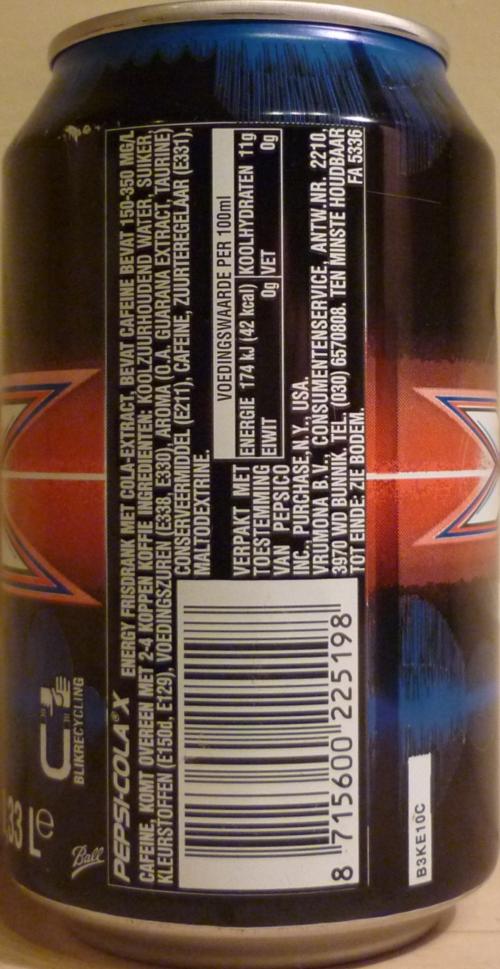 PEPSI-COLA® X ENERGY FRISDRANK MET COLA-EXTRACT, BEVAT CAFEINE BEVAT 150-350 MG/L
CAFEINE, KOMT OVEREEN MET 2-4 KOPPEN KOFFIE INGREDIENTEN: KOOLZUURHOUDEND WATER, SUIKER,
KLEURSTOFFEN (E150d, E129), VOEDINGSZUREN (E338, E330), AROMA (O.A. GUARANA EXTRACT, TAURINE)
CONSERVEERMIDDEL (E211), CAFEINE, ZUURTEREGELAAR (E331),
MALTODEXTRINE.
VOEDINGSWAARDE PER 100ml
ENERGIE 174 kJ (42 kcal) KOOLHYDRATEN 11g
EIWIT 0g VET 0g
VERPAKT MET
TOESTEMMING
VAN PEPSICO
INC., PURCHASE, N.Y., USA.
VRUMONA B.V., CONSUMENTENSERVICE, ANTW.NR. 2210,
3970 WD BUNNIK. TEL. (030) 6570808. TEN MINSTE HOUDBAAR
TOT EINDE: ZIE BODEM. FA 5336
8 715600 225198
BLIKRECYCLING
.33 L e
Ball
B3KE10C